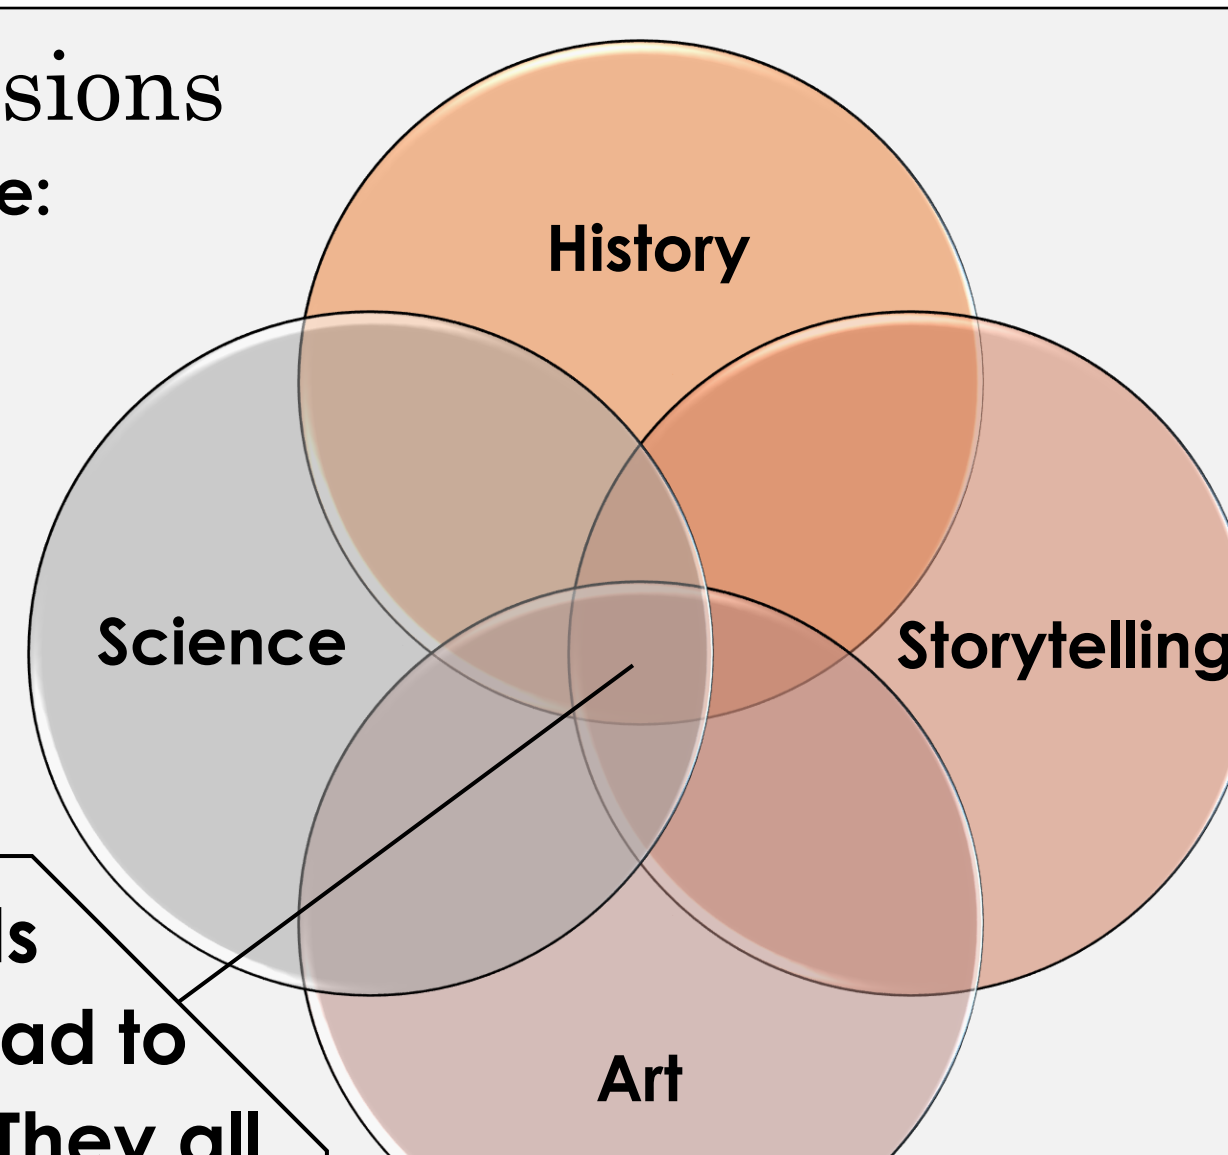 sions
e:
History
Science
Storytelling
ls
ad to
They all
Art